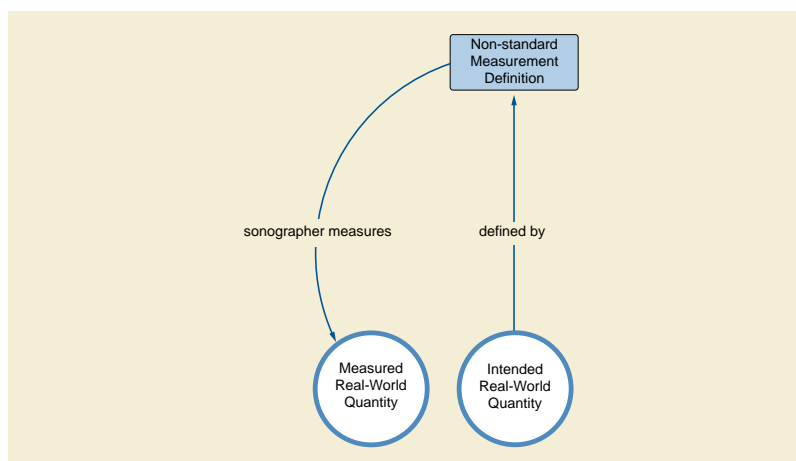 Non-standard
Measurement
Definition
sonographer measures
defined by
Measured
Real-World
Quantity
Intended
Real-World
Quantity